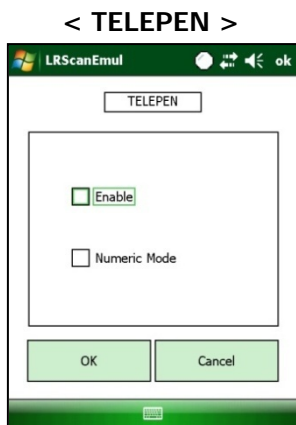 < TELEPEN >
LRScanEmul ok
TELEPEN
Enable
Numeric Mode
OK Cancel